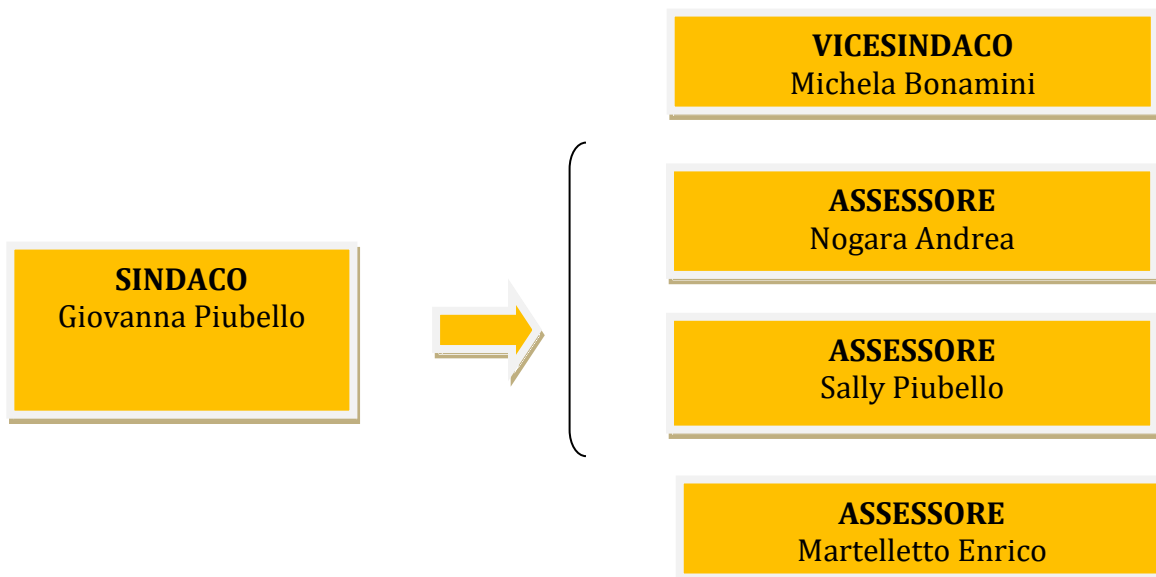 SINDACO
Giovanna Piubello
VICESINDACO
Michela Bonamini
ASSESSORE
Nogara Andrea
ASSESSORE
Sally Piubello
ASSESSORE
Martelletto Enrico